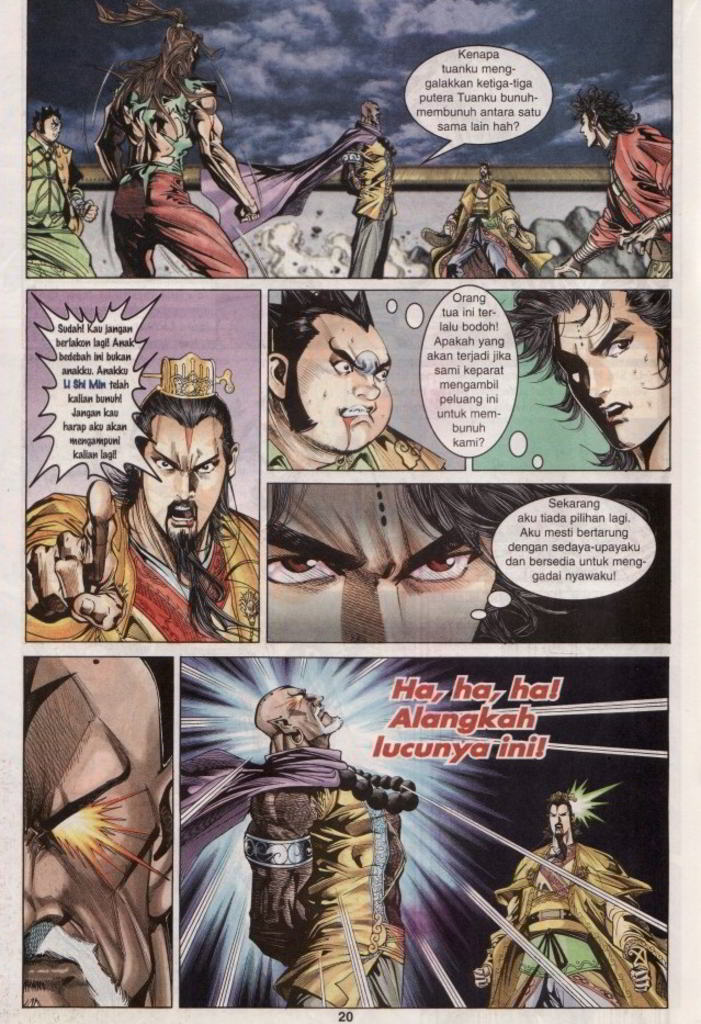 Kenapa
tuanku meng-
galakkan ketiga-tiga
putera Tuanku bunuh-
membunuh antara satu
sama lain hah?
Sudah! Kau jangan
berlakon lagi! Anak
bedebah ini bukan
anakku. Anakku
Li Shi Min telah
kalian bunuh!
Jangan kau
harap aku akan
mengampuni
kalian lagi!
Orang
tua ini ter-
lalu bodoh!
Apakah yang
akan terjadi jika
sami keparat
mengambil
peluang ini
untuk mem-
bunuh
kami?
Sekarang
aku tiada pilihan lagi.
Aku mesti bertarung
dengan sedaya-upayaku
dan bersedia untuk meng-
gadai nyawaku!
Ha, ha, ha!
Alangkah
lucunya ini!
20